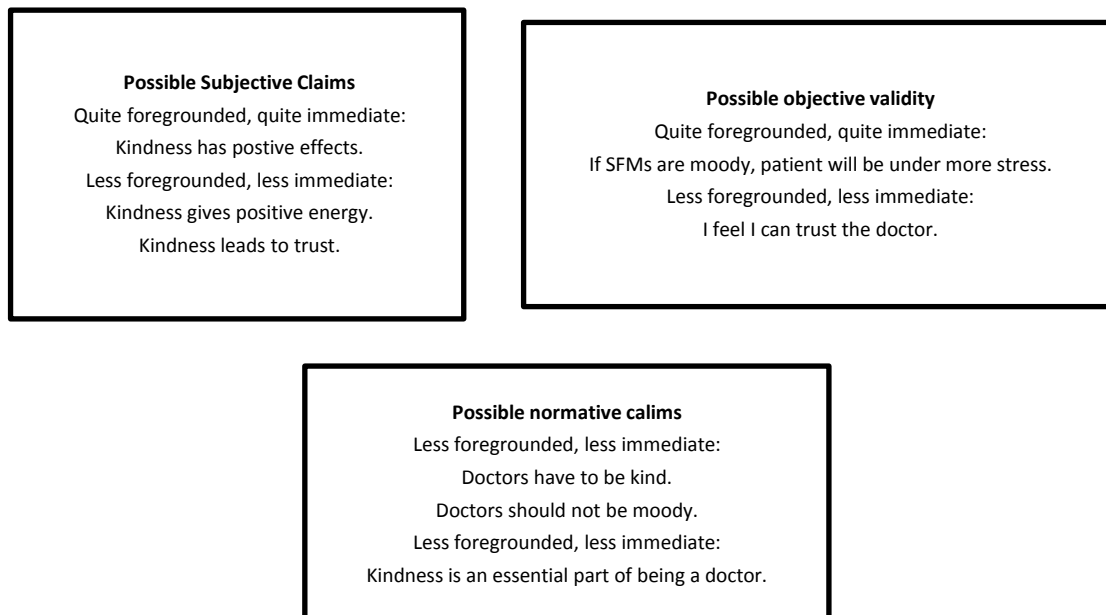 Possible Subjective Claims
Quite foregrounded, quite immediate:
Kindness has postive effects.
Less foregrounded, less immediate:
Kindness gives positive energy.
Kindness leads to trust.
Possible objective validity
Quite foregrounded, quite immediate:
If SFMs are moody, patient will be under more stress.
Less foregrounded, less immediate:
I feel I can trust the doctor.
Possible normative calims
Less foregrounded, less immediate:
Doctors have to be kind.
Doctors should not be moody.
Less foregrounded, less immediate:
Kindness is an essential part of being a doctor.